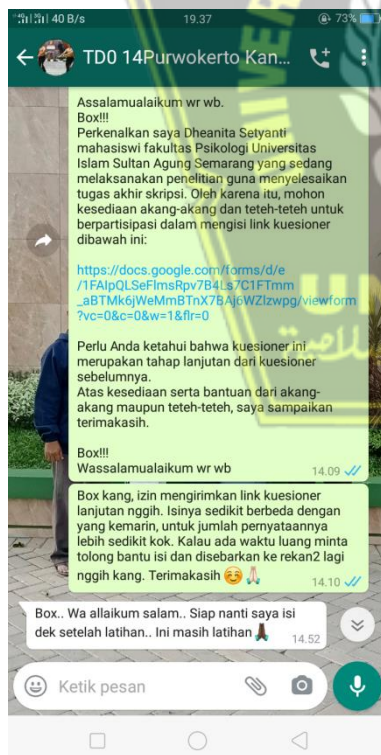 40 B/s 19.37 73%
TD0 14Purwokerto Kan...
Assalamualaikum wr wb.
Box!!!
Perkenalkan saya Dheanita Setyanti
mahasiswi fakultas Psikologi Universitas
Islam Sultan Agung Semarang yang sedang
melaksanakan penelitian guna menyelesaikan
tugas akhir skripsi. Oleh karena itu, mohon
kesediaan akang-akang dan teteh-teteh untuk
berpartisipasi dalam mengisi link kuesioner
dibawah ini:
https://docs.google.com/forms/d/e
/1FAIpQLSeFlmsRpv7B4Ls7C1FTmm
_aBTMk6jWeMmBTnX7BAj6WZlzwpg/viewform
?vc=0&c=0&w=1&flr=0
Perlu Anda ketahui bahwa kuesioner ini
merupakan tahap lanjutan dari kuesioner
sebelumnya.
Atas kesediaan serta bantuan dari akang-
akang maupun teteh-teteh, saya sampaikan
terimakasih.
Box!!!
Wassalamualaikum wr wb
14.09
Box kang, izin mengirimkan link kuesioner
lanjutan nggih. Isinya sedikit berbeda dengan
yang kemarin, untuk jumlah pernyataannya
lebih sedikit kok. Kalau ada waktu luang minta
tolong bantu isi dan disebarkan ke rekan2 lagi
nggih kang. Terimakasih 😊🙏🏻
14.10
Box.. Wa allaikum salam.. Siap nanti saya isi
dek setelah latihan.. Ini masih latihan🙏🏿
14.52
Ketik pesan